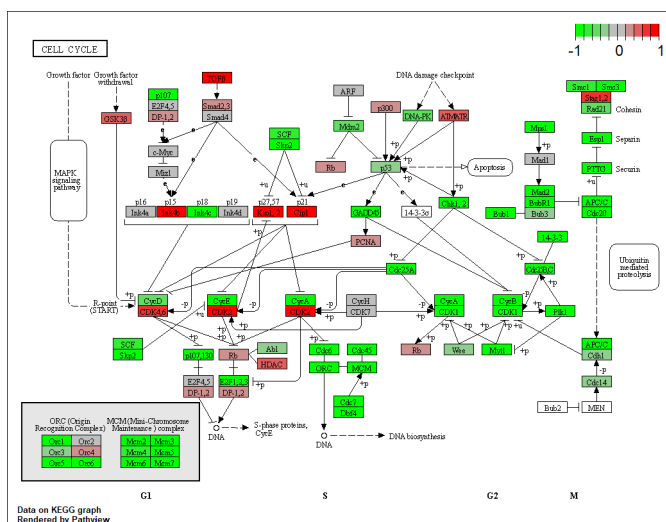 CELL CYCLE
-1 0 1
Growth factor
Growth factor
withdrawal
GSK3β
MAPK
signaling
pathway
p107
E2F4,5
DP-1,2
TGFβ
Smad2,3
Smad4
c-Myc
Miz1
SCF
Skp2
ARF
Mdm2
p300
Rb
p53
DNA damage checkpoint
DNA-PK
ATM/ATR
Apoptosis
p16
Ink4a
p15
Ink4b
p18
Ink4c
p19
Ink4d
p27,57
Kip1, 2
p21
Cip1
GADD45
14-3-3σ
PCNA
Chk1, 2
Mps1
Mad1
Mad2
BubR1
Bub3
Bub1
Smc1
Smc3
Stag1,2
Rad21
Cohesin
Esp1
Separin
PTTG
Securin
APC/C
Cdc20
14-3-3
Cdc25A
Cdc25B,C
Ubiquitin
mediated
proteolysis
R-point
(START)
CycD
CDK4,6
CycE
CDK2
CycA
CDK2
CycH
CDK7
CycA
CDK1
CycB
CDK1
Plk1
SCF
Skp2
p107,130
Rb
Abl
HDAC
E2F4,5
DP-1,2
E2F1,2,3
DP-1,2
Cdc6
Cdc45
ORC
MCM
Cdc7
Dbf4
Rb
Wee
Myt1
APC/C
Cdh1
Cdc14
Bub2
MEN
DNA
S-phase proteins,
CycE
DNA
DNA biosynthesis
ORC (Origin
Recognition Complex)
MCM (Mini-Chromosome
Maintenance) complex
Orc1
Orc2
Orc3
Orc4
Orc5
Orc6
Mcm2
Mcm3
Mcm4
Mcm5
Mcm6
Mcm7
G1
S
G2
M
Data on KEGG graph
Rendered by Pathview